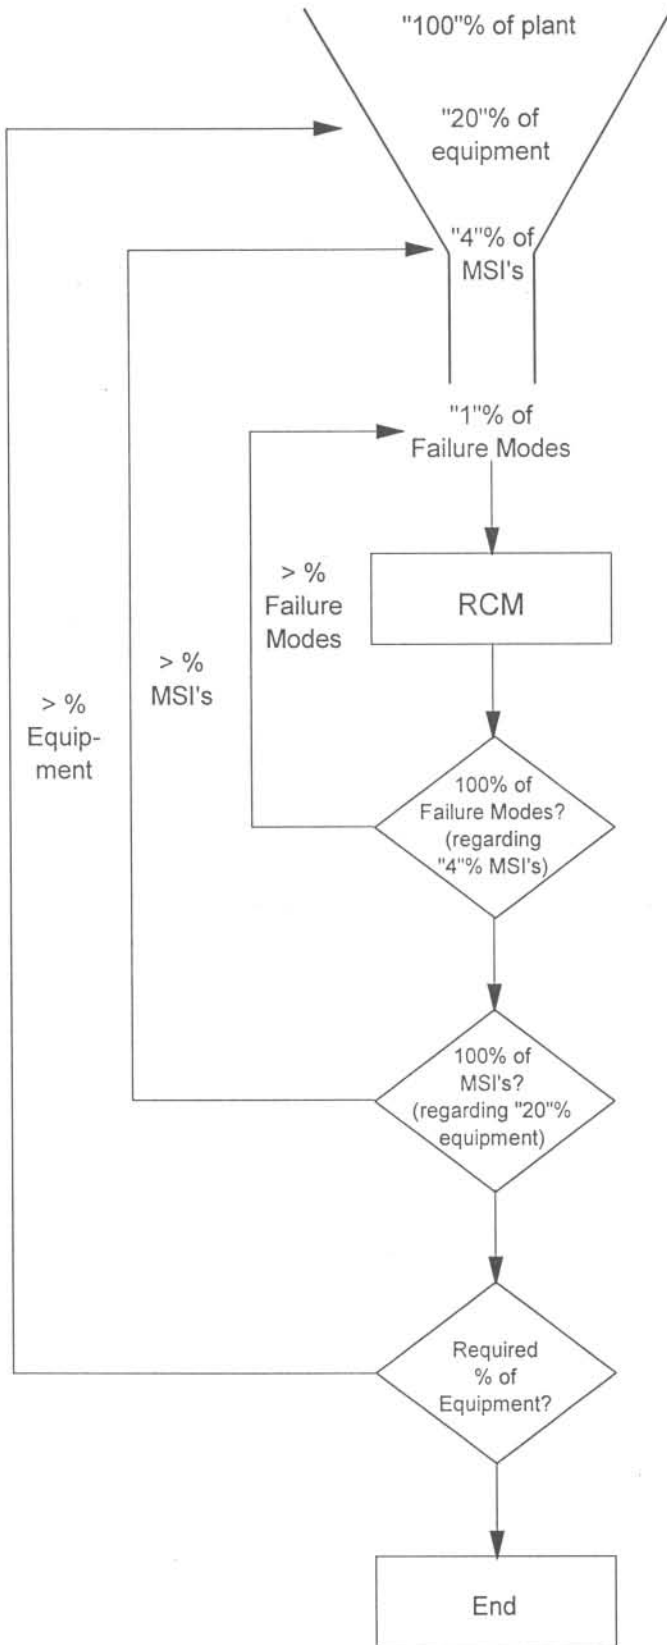 "100"% of plant
"20"% of
equipment
"4"% of
MSI's
"1"% of
Failure Modes
> %
Failure
Modes
RCM
> %
MSI's
> %
Equip-
ment
100% of
Failure Modes?
(regarding
"4"% MSI's)
100% of
MSI's?
(regarding "20"%
equipment)
Required
% of
Equipment?
End